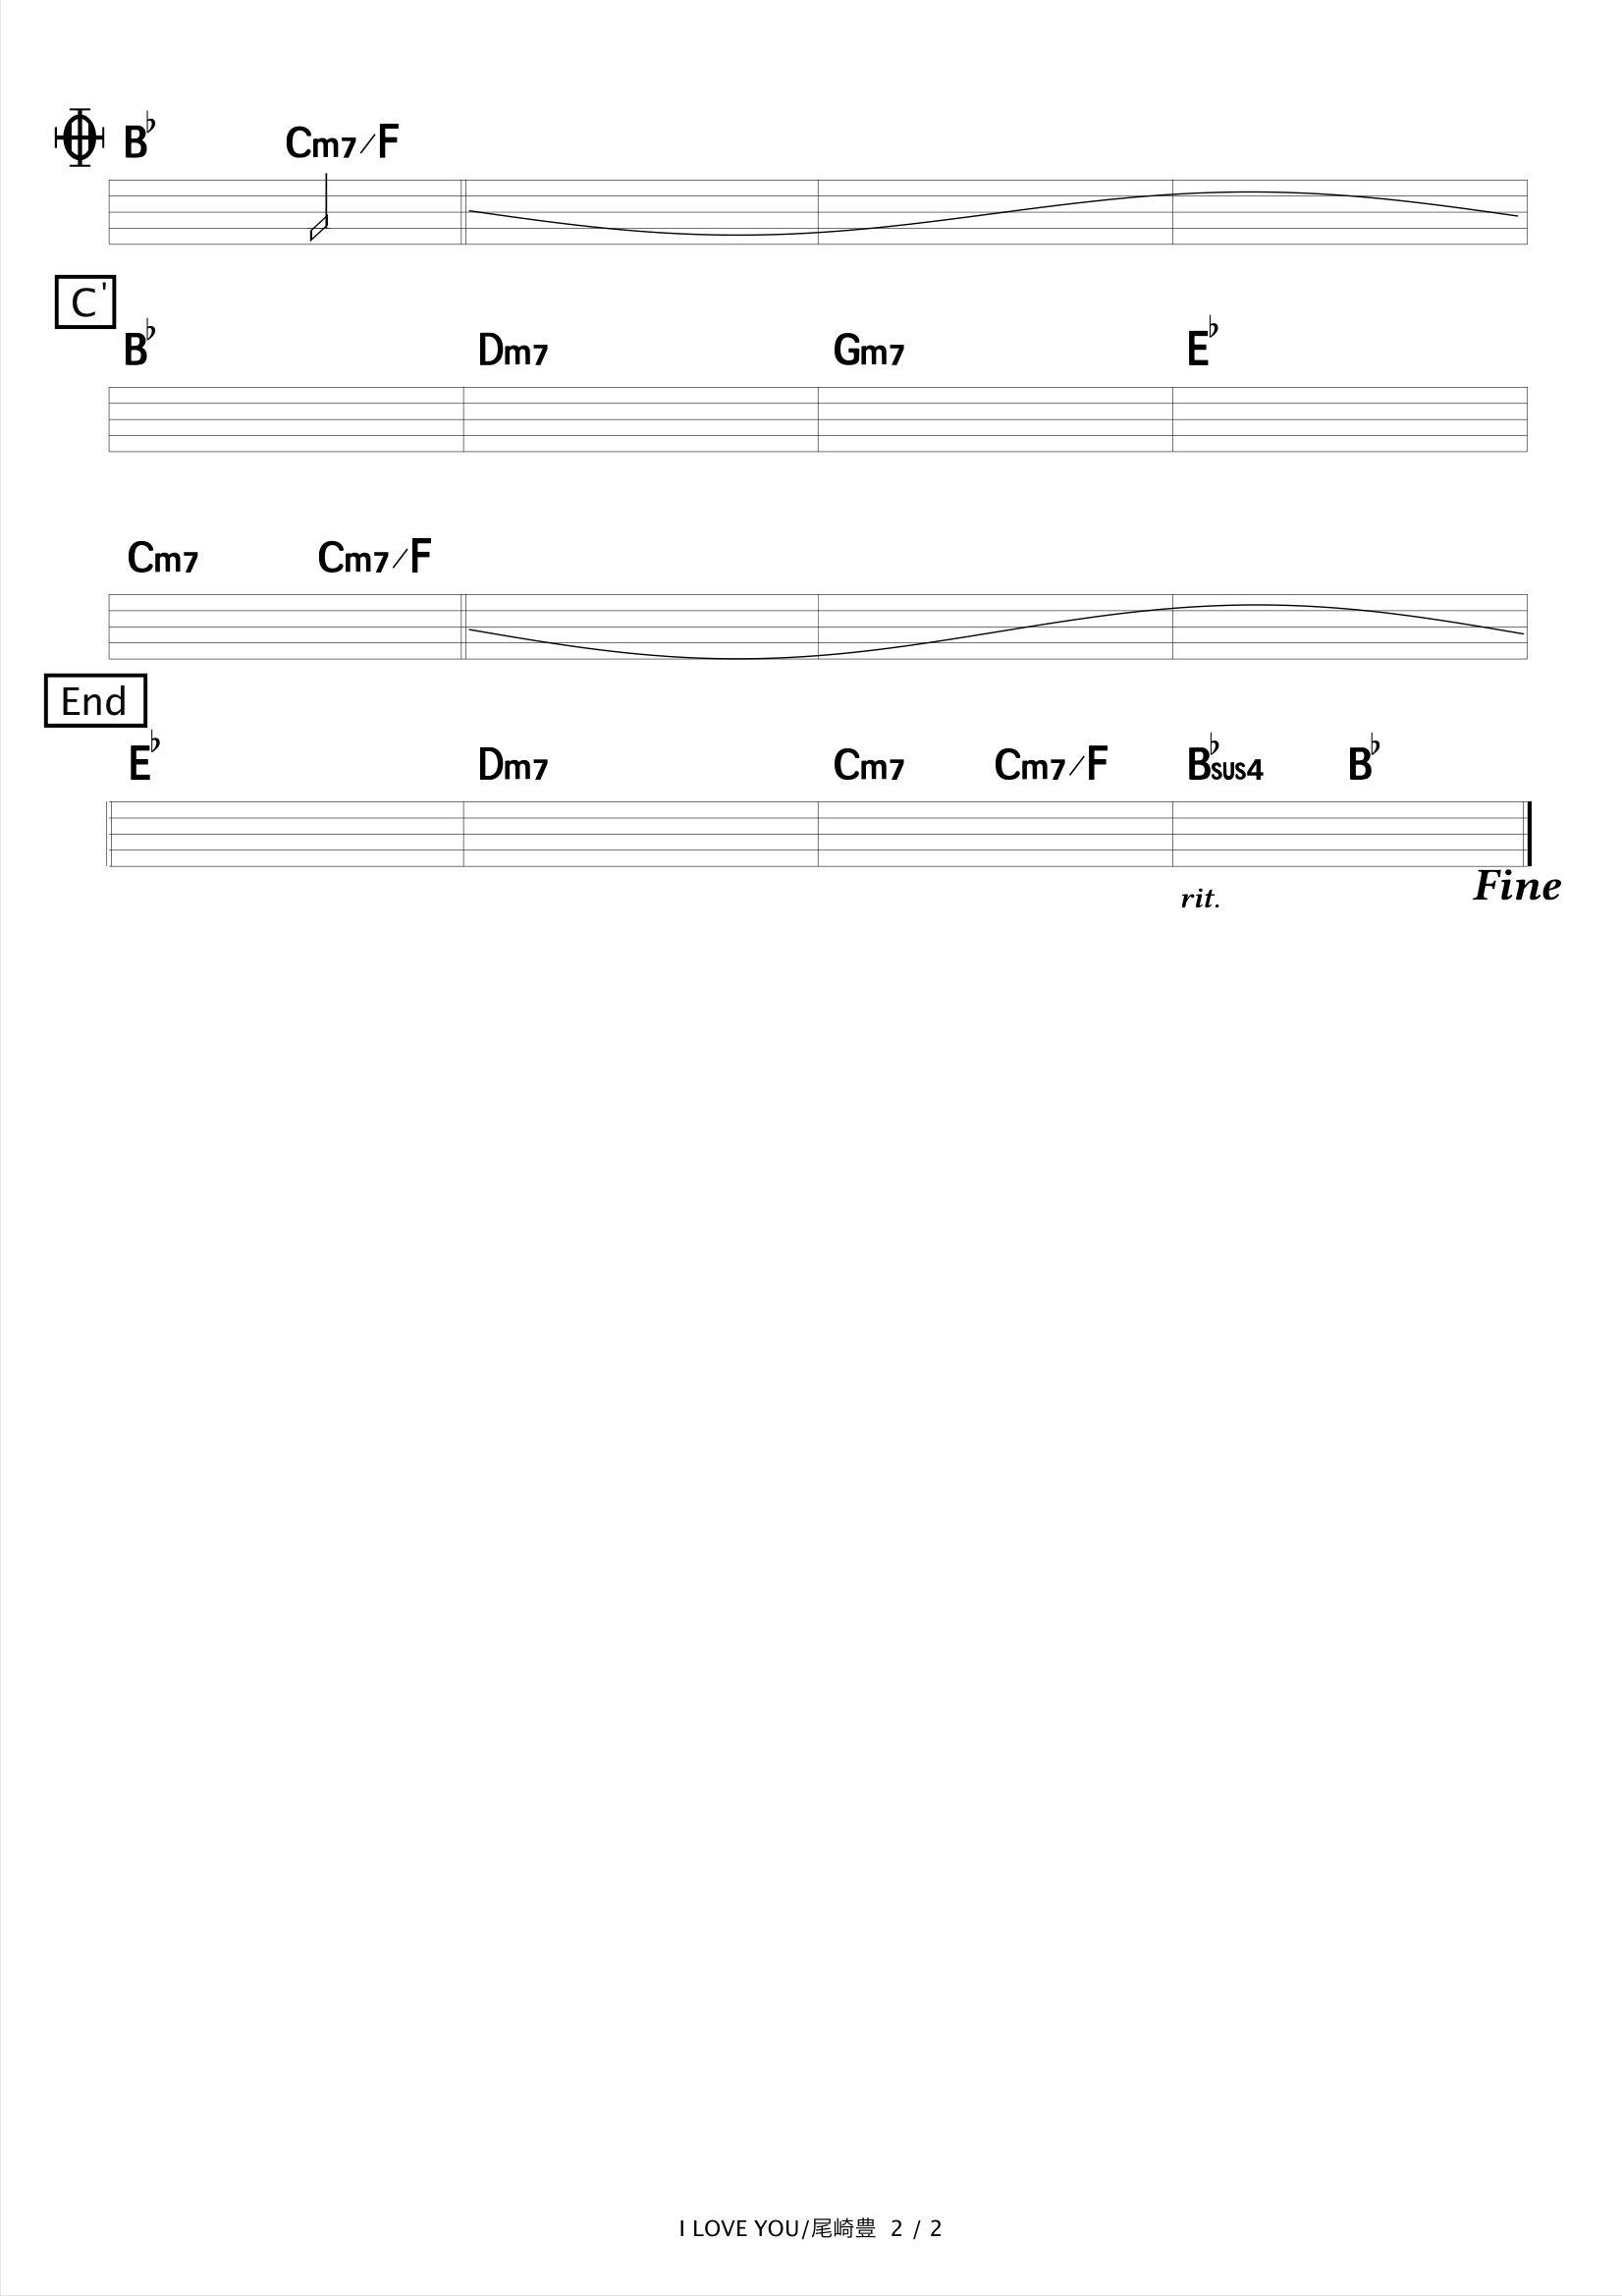 B♭ Cm7/F
C'
B♭ Dm7 Gm7 E♭
Cm7 Cm7/F
End
E♭ Dm7 Cm7 Cm7/F B♭sus4 B♭
rit. Fine
I LOVE YOU/尾崎豊 2 / 2